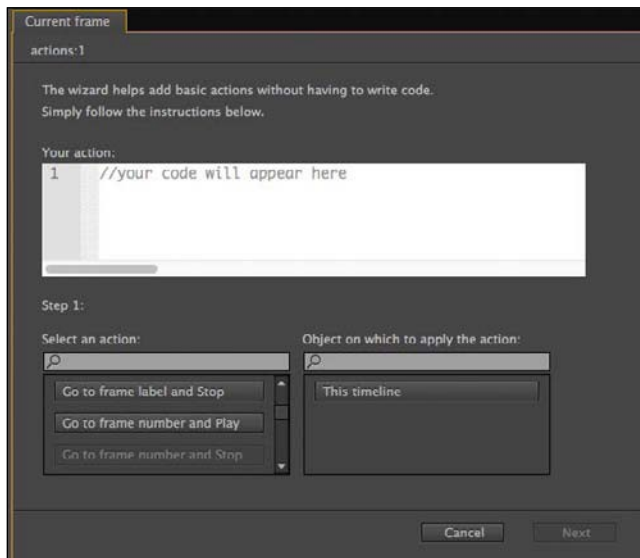 Current frame
actions:1
The wizard helps add basic actions without having to write code.
Simply follow the instructions below.
Your action:
1 //your code will appear here
Step 1:
Select an action:
Object on which to apply the action:
Go to frame label and Stop
This timeline
Go to frame number and Play
Go to frame number and Stop
Cancel
Next